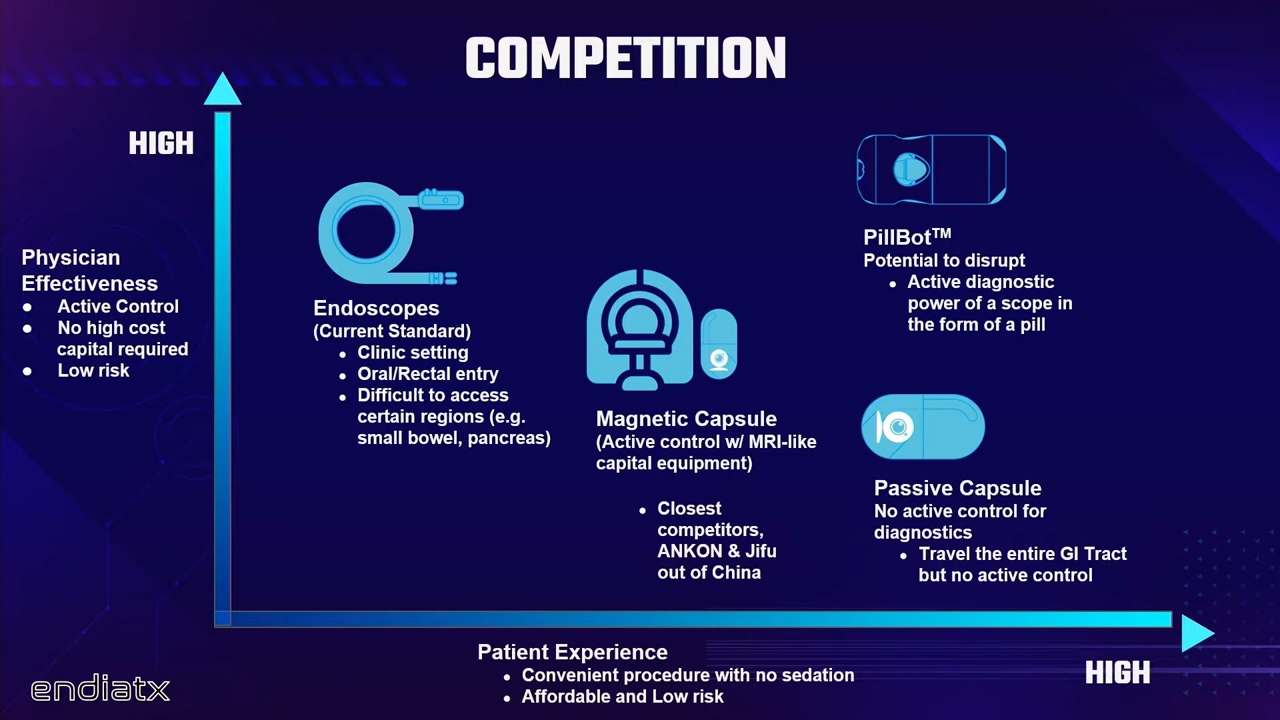 COMPETITION
HIGH
Physician
Effectiveness
● Active Control
● No high cost
capital required
● Low risk
Endoscopes
(Current Standard)
● Clinic setting
● Oral/Rectal entry
● Difficult to access
certain regions (e.g.
small bowel, pancreas)
Magnetic Capsule
(Active control w/ MRI-like
capital equipment)
● Closest
competitors,
ANKON & Jifu
out of China
PillBot™
Potential to disrupt
● Active diagnostic
power of a scope in
the form of a pill
Passive Capsule
No active control for
diagnostics
● Travel the entire GI Tract
but no active control
Patient Experience
● Convenient procedure with no sedation
● Affordable and Low risk
HIGH
endiatx